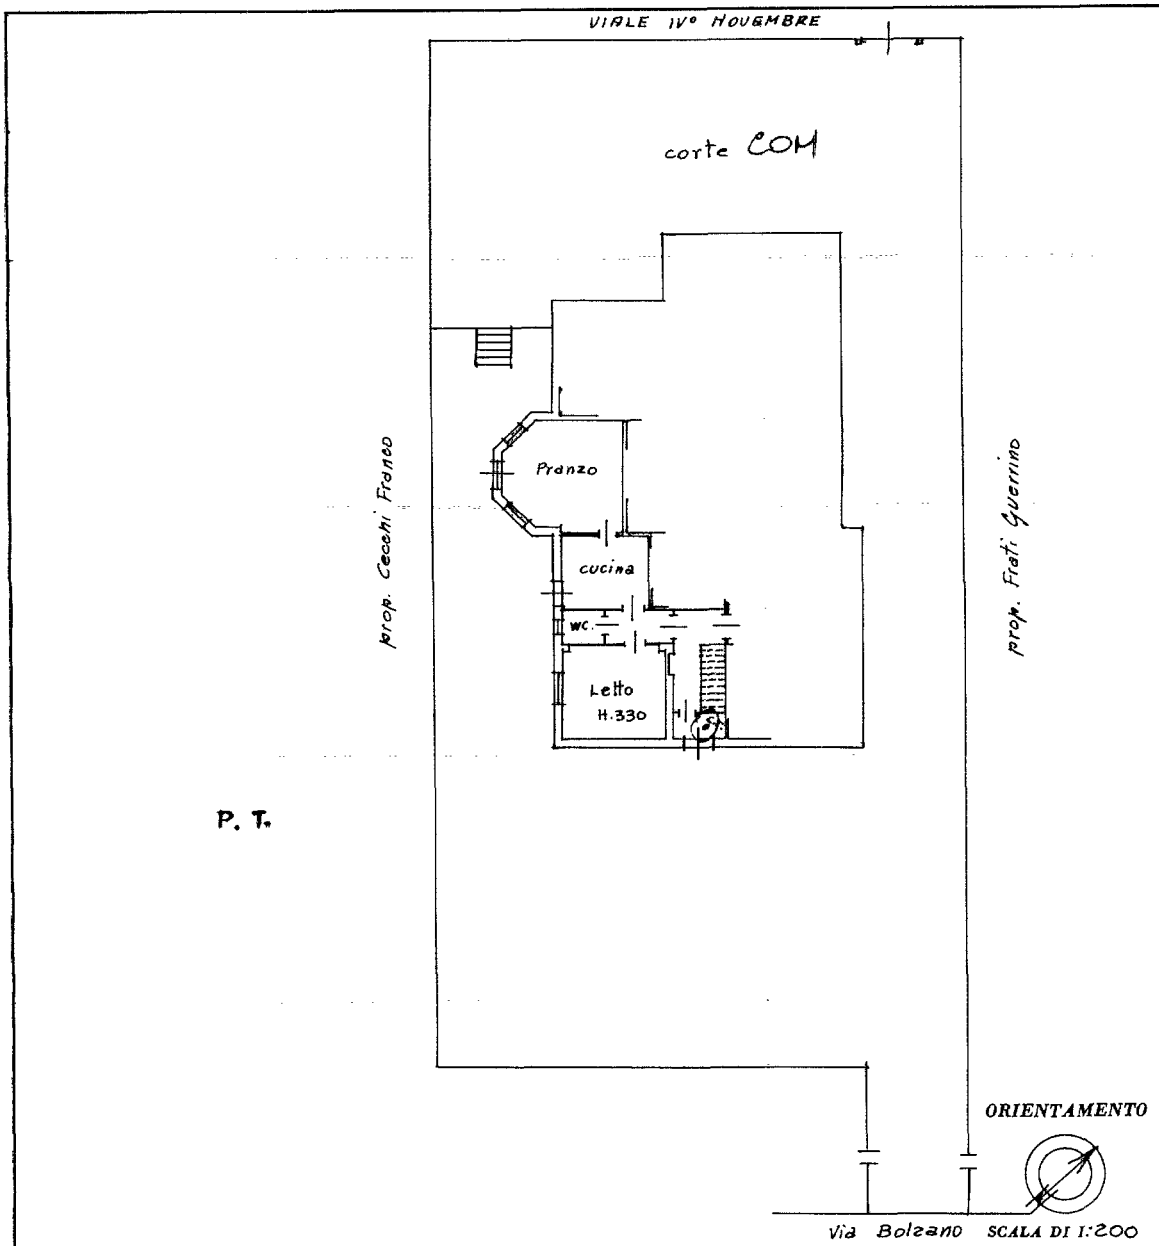 VIALE IVº NOVEMBRE
corte COM
prop. Cecchi Franco
Pranzo
prop. Frati Guerrino
cucina
WC.
Letto
H.330
P. T.
ORIENTAMENTO
Via Bolzano SCALA DI 1:200